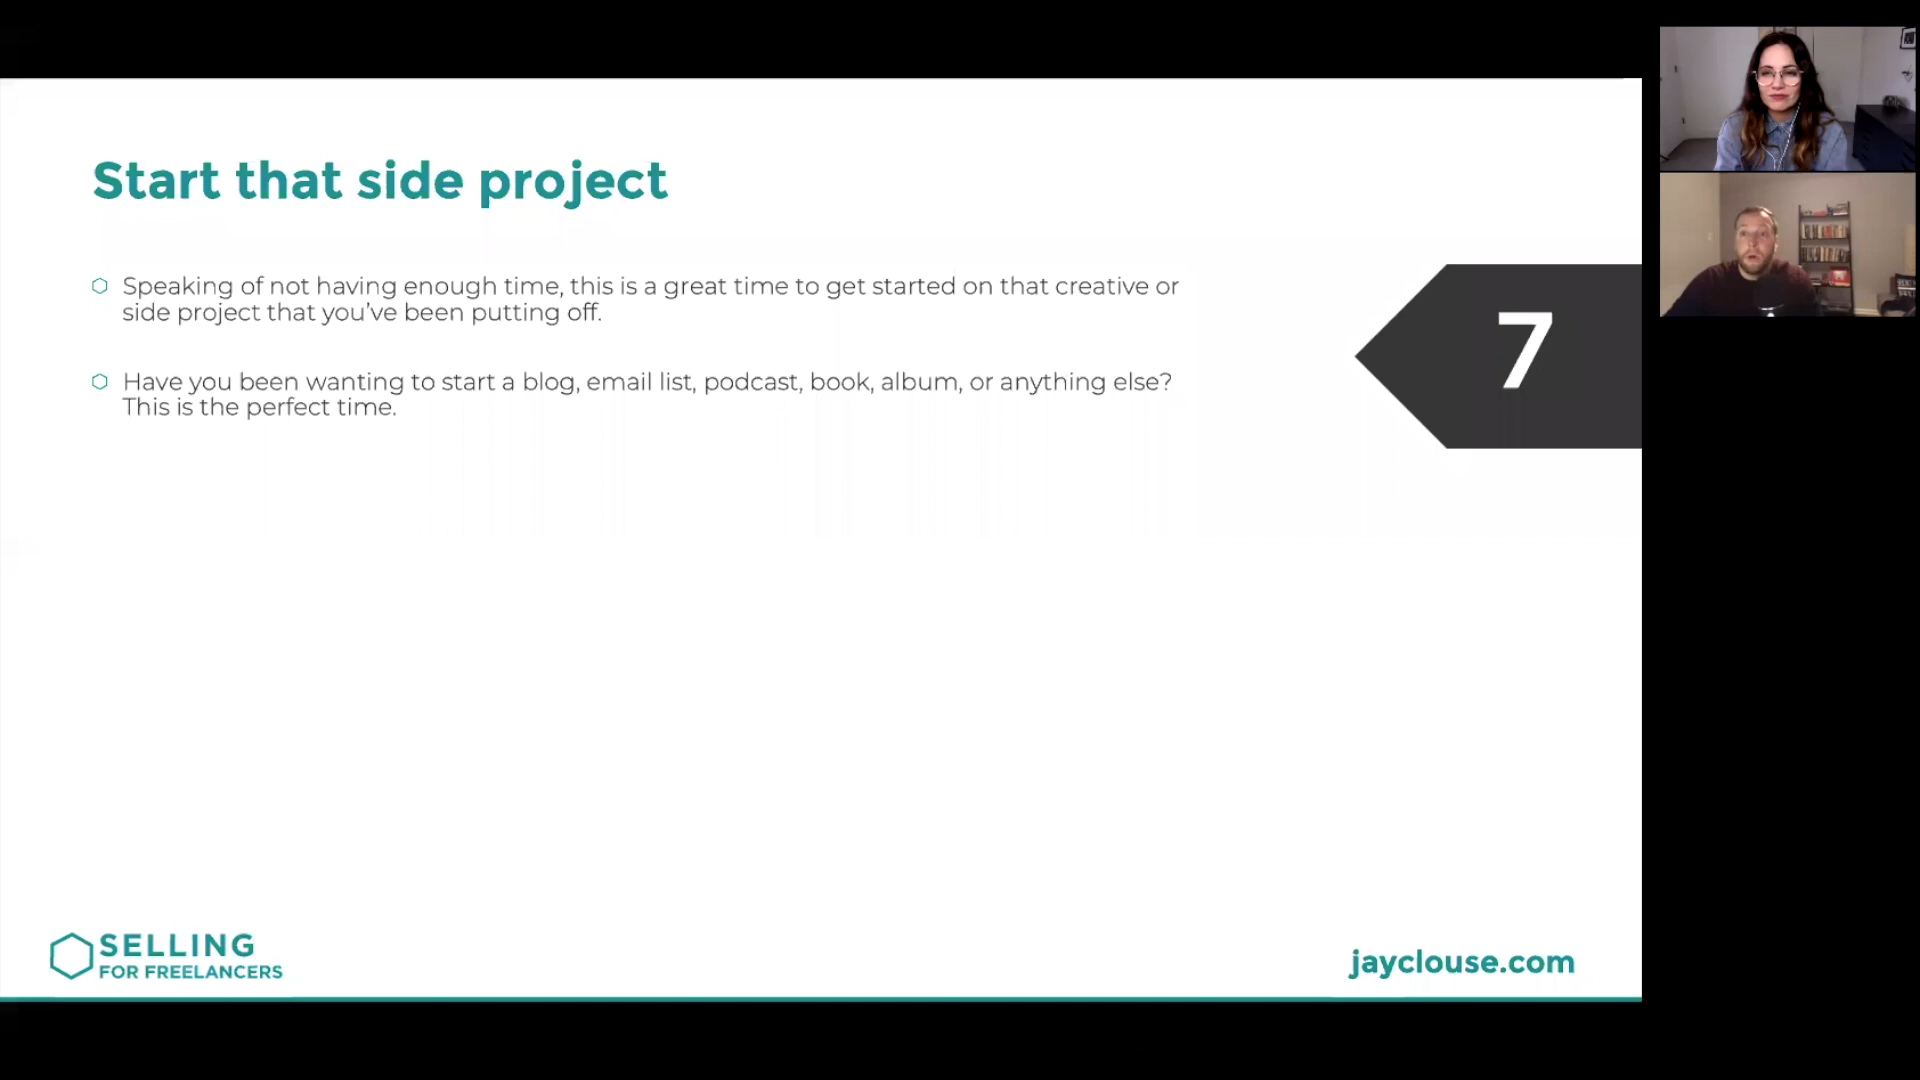 Start that side project
Speaking of not having enough time, this is a great time to get started on that creative or
side project that you've been putting off.
Have you been wanting to start a blog, email list, podcast, book, album, or anything else?
This is the perfect time.
7
SELLING
FOR FREELANCERS
jayclouse.com